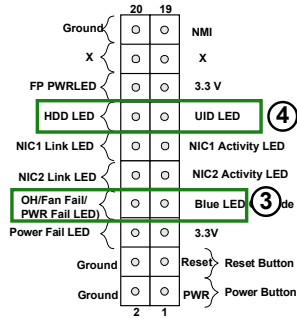 20 19
Ground NMI
X X
FP PWRLED 3.3 V
HDD LED UID LED 4
NIC1 Link LED NIC1 Activity LED
NIC2 Link LED NIC2 Activity LED
OH/Fan Fail/
PWR Fail LED) Blue LED 3 de
Power Fail LED 3.3V
Ground Reset Reset Button
Ground PWR Power Button
2 1